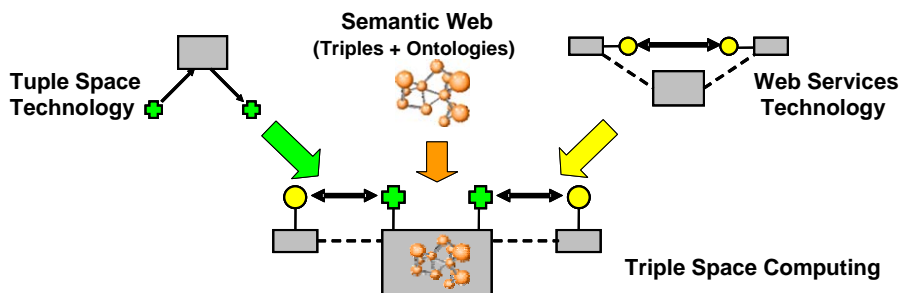 Semantic Web
(Triples + Ontologies)
Tuple Space
Technology
Web Services
Technology
Triple Space Computing